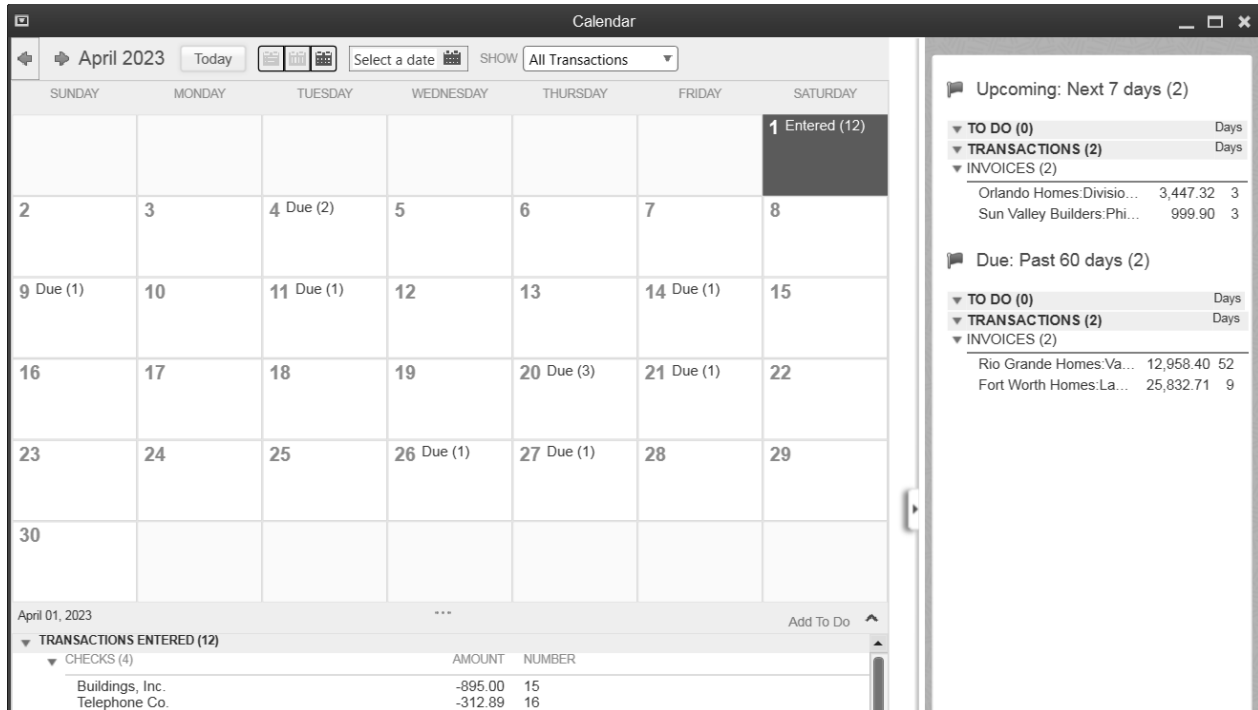 Calendar
April 2023 Today Select a date SHOW All Transactions
SUNDAY MONDAY TUESDAY WEDNESDAY THURSDAY FRIDAY SATURDAY
1 Entered (12)
2 3 4 Due (2) 5 6 7 8
9 Due (1) 10 11 Due (1) 12 13 14 Due (1) 15
16 17 18 19 20 Due (3) 21 Due (1) 22
23 24 25 26 Due (1) 27 Due (1) 28 29
30
April 01, 2023 Add To Do
TRANSACTIONS ENTERED (12)
CHECKS (4) AMOUNT NUMBER
Buildings, Inc. -895.00 15
Telephone Co. -312.89 16
Upcoming: Next 7 days (2)
TO DO (0) Days
TRANSACTIONS (2) Days
INVOICES (2)
Orlando Homes:Divisio... 3,447.32 3
Sun Valley Builders:Phi... 999.90 3
Due: Past 60 days (2)
TO DO (0) Days
TRANSACTIONS (2) Days
INVOICES (2)
Rio Grande Homes:Va... 12,958.40 52
Fort Worth Homes:La... 25,832.71 9